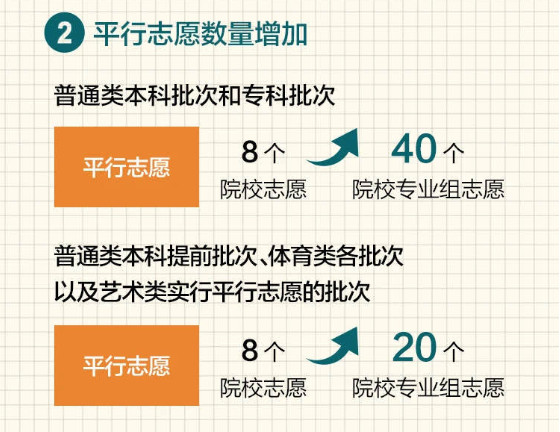 2 平行志愿数量增加
普通类本科批次和专科批次
平行志愿 8个 40个
院校志愿 院校专业组志愿
普通类本科提前批次、体育类各批次
以及艺术类实行平行志愿的批次
平行志愿 8个 20个
院校志愿 院校专业组志愿